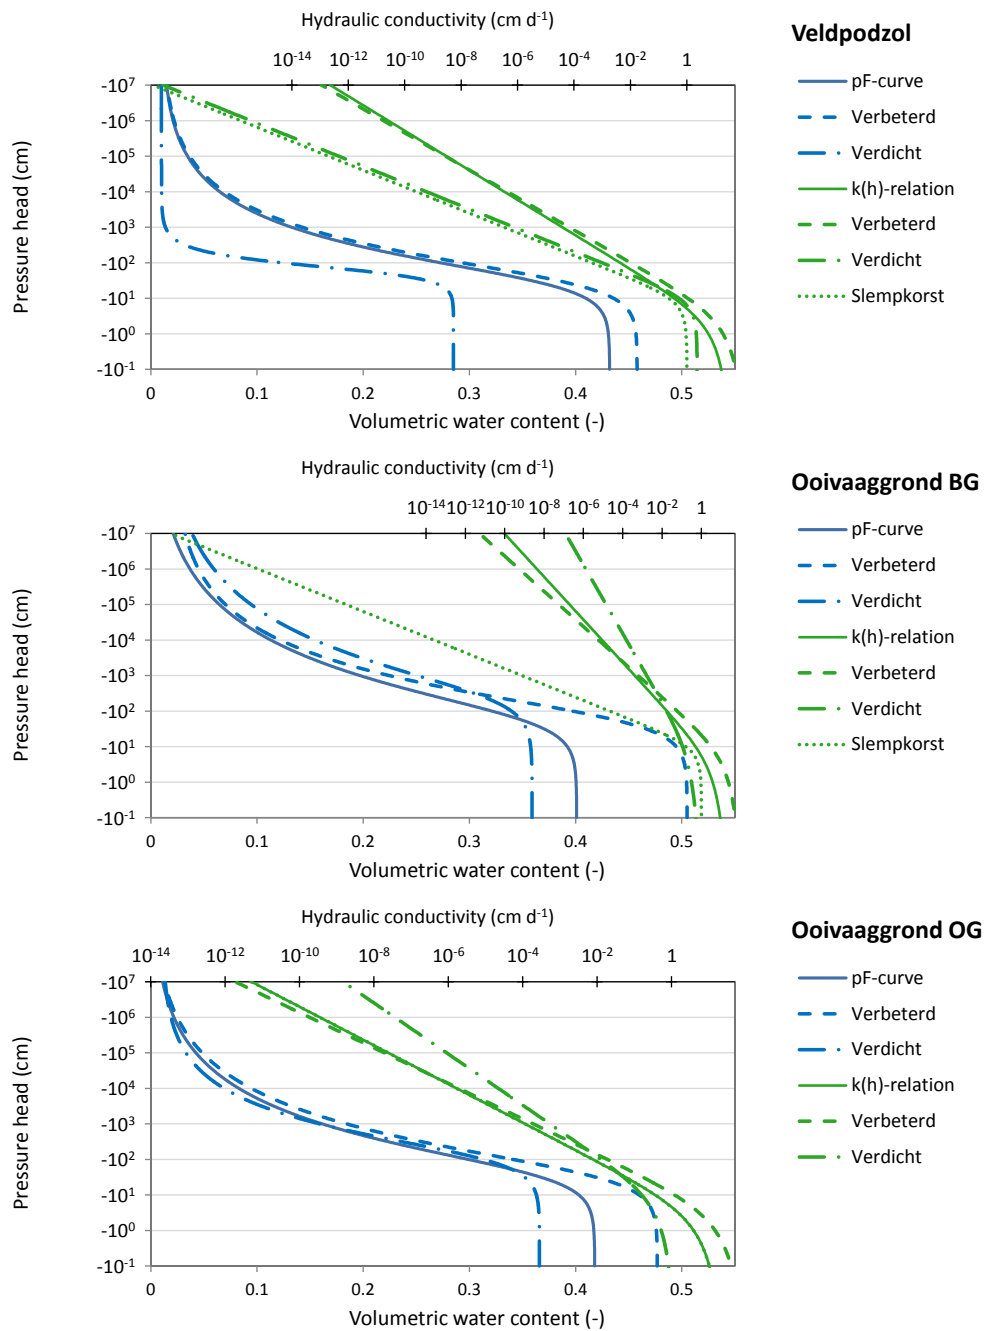 Hydraulic conductivity (cm d⁻¹)
10⁻¹⁴ 10⁻¹² 10⁻¹⁰ 10⁻⁸ 10⁻⁶ 10⁻⁴ 10⁻² 1
Pressure head (cm)
-10⁷
-10⁶
-10⁵
-10⁴
-10³
-10²
-10¹
-10⁰
-10⁻¹
0 0.1 0.2 0.3 0.4 0.5
Volumetric water content (-)
Veldpodzol
pF-curve
Verbeterd
Verdicht
k(h)-relation
Verbeterd
Verdicht
Slempkorst
Hydraulic conductivity (cm d⁻¹)
10⁻¹⁴ 10⁻¹² 10⁻¹⁰ 10⁻⁸ 10⁻⁶ 10⁻⁴ 10⁻² 1
Pressure head (cm)
-10⁷
-10⁶
-10⁵
-10⁴
-10³
-10²
-10¹
-10⁰
-10⁻¹
0 0.1 0.2 0.3 0.4 0.5
Volumetric water content (-)
Ooivaaggrond BG
pF-curve
Verbeterd
Verdicht
k(h)-relation
Verbeterd
Verdicht
Slempkorst
Hydraulic conductivity (cm d⁻¹)
10⁻¹⁴ 10⁻¹² 10⁻¹⁰ 10⁻⁸ 10⁻⁶ 10⁻⁴ 10⁻² 1
Pressure head (cm)
-10⁷
-10⁶
-10⁵
-10⁴
-10³
-10²
-10¹
-10⁰
-10⁻¹
0 0.1 0.2 0.3 0.4 0.5
Volumetric water content (-)
Ooivaaggrond OG
pF-curve
Verbeterd
Verdicht
k(h)-relation
Verbeterd
Verdicht